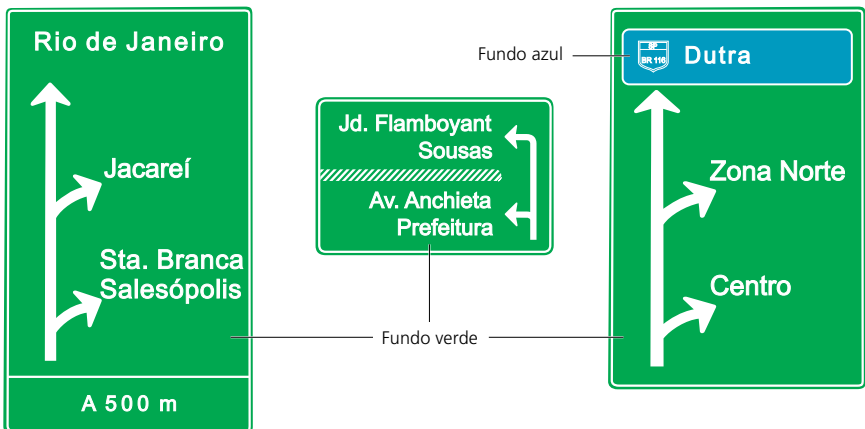 Rio de Janeiro
Jacareí
Sta. Branca
Salesópolis
A 500 m
Fundo azul
Jd. Flamboyant
Sousas
Av. Anchieta
Prefeitura
Fundo verde
SP
BR 116
Dutra
Zona Norte
Centro